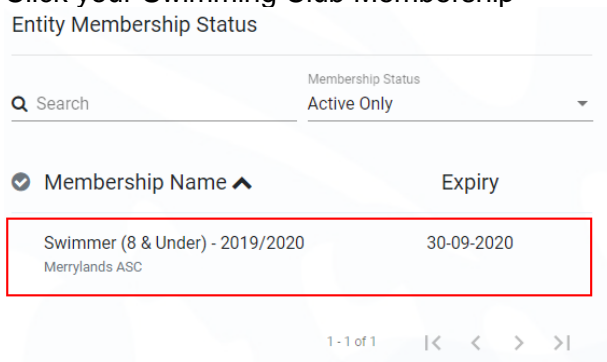 Click your Swimming Club Membership
Entity Membership Status
Membership Status
Search
Active Only
Membership Name
Expiry
Swimmer (8 & Under) - 2019/2020
30-09-2020
Merrylands ASC
1 - 1 of 1